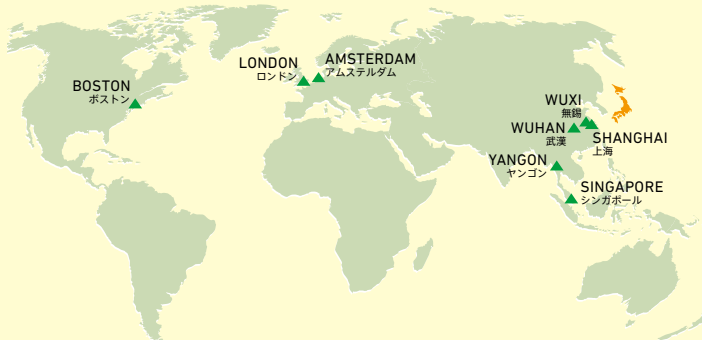 BOSTON
ボストン
LONDON
ロンドン
AMSTERDAM
アムステルダム
WUXI
無錫
WUHAN
武漢
SHANGHAI
上海
YANGON
ヤンゴン
SINGAPORE
シンガポール